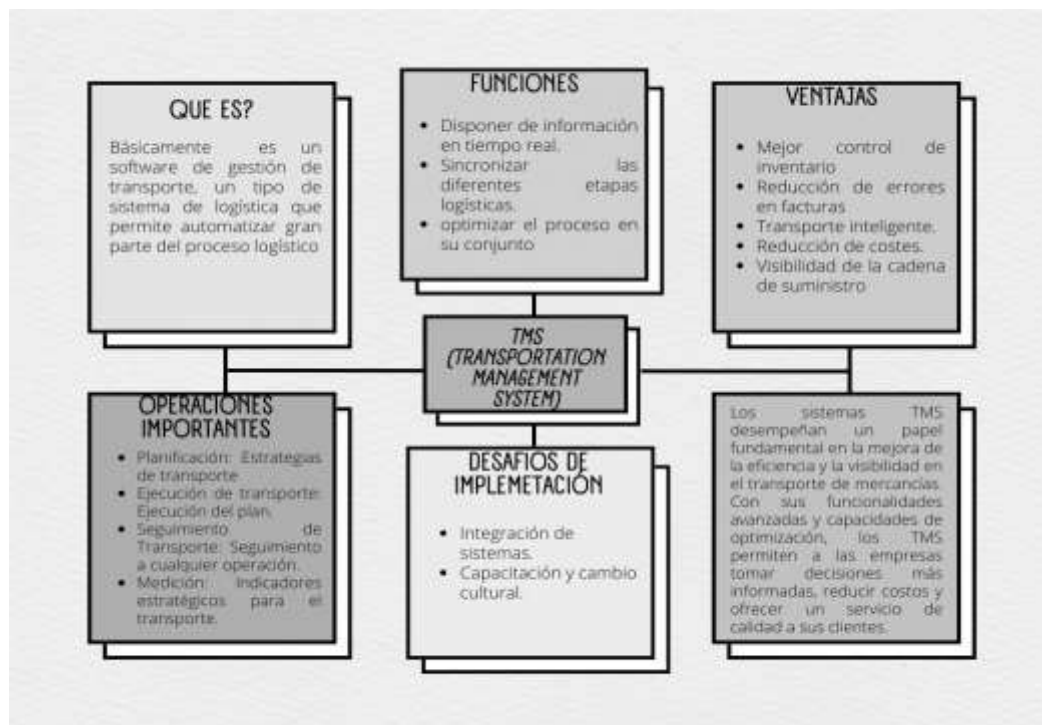 QUE ES?
Básicamente es un
software de gestión de
transporte, un tipo de
sistema de logística que
permite automatizar gran
parte del proceso logístico
FUNCIONES
• Disponer de información
en tiempo real.
• Sincronizar las
diferentes etapas
logísticas.
• optimizar el proceso en
su conjunto
VENTAJAS
• Mejor control de
inventario
• Reducción de errores
en facturas
• Transporte inteligente.
• Reducción de costes.
• Visibilidad de la cadena
de suministro
TMS
(TRANSPORTATION
MANAGEMENT
SYSTEM)
OPERACIONES
IMPORTANTES
• Planificación: Estrategias
de transporte
• Ejecución de transporte:
Ejecución del plan.
• Seguimiento de
Transporte: Seguimiento
a cualquier operación.
• Medición: Indicadores
estratégicos para el
transporte.
DESAFIOS DE
IMPLEMETACIÓN
• Integración de
sistemas.
• Capacitación y cambio
cultural.
Los sistemas TMS
desempeñan un papel
fundamental en la mejora de
la eficiencia y la visibilidad en
el transporte de mercancías.
Con sus funcionalidades
avanzadas y capacidades de
optimización, los TMS
permiten a las empresas
tomar decisiones más
informadas, reducir costos y
ofrecer un servicio de
calidad a sus clientes.